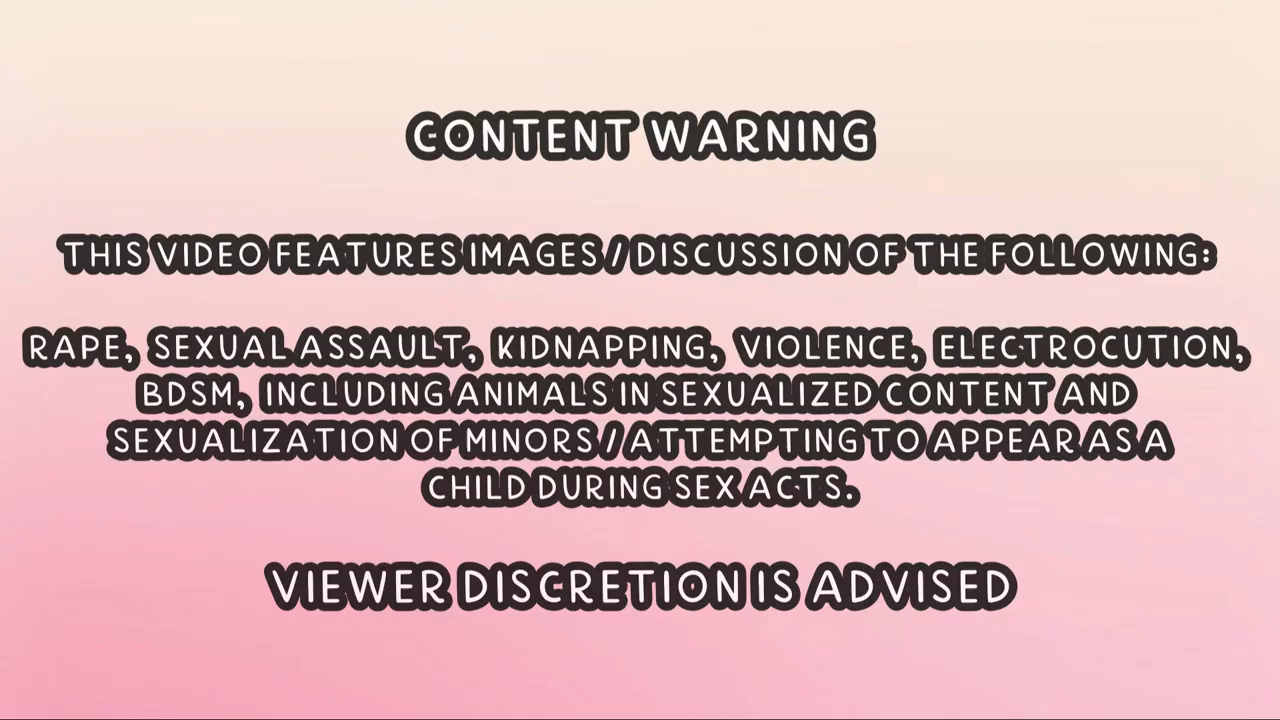 CONTENT WARNING
THIS VIDEO FEATURES IMAGES / DISCUSSION OF THE FOLLOWING:
RAPE, SEXUAL ASSAULT, KIDNAPPING, VIOLENCE, ELECTROCUTION,
BDSM, INCLUDING ANIMALS IN SEXUALIZED CONTENT AND
SEXUALIZATION OF MINORS / ATTEMPTING TO APPEAR AS A
CHILD DURING SEX ACTS.
VIEWER DISCRETION IS ADVISED